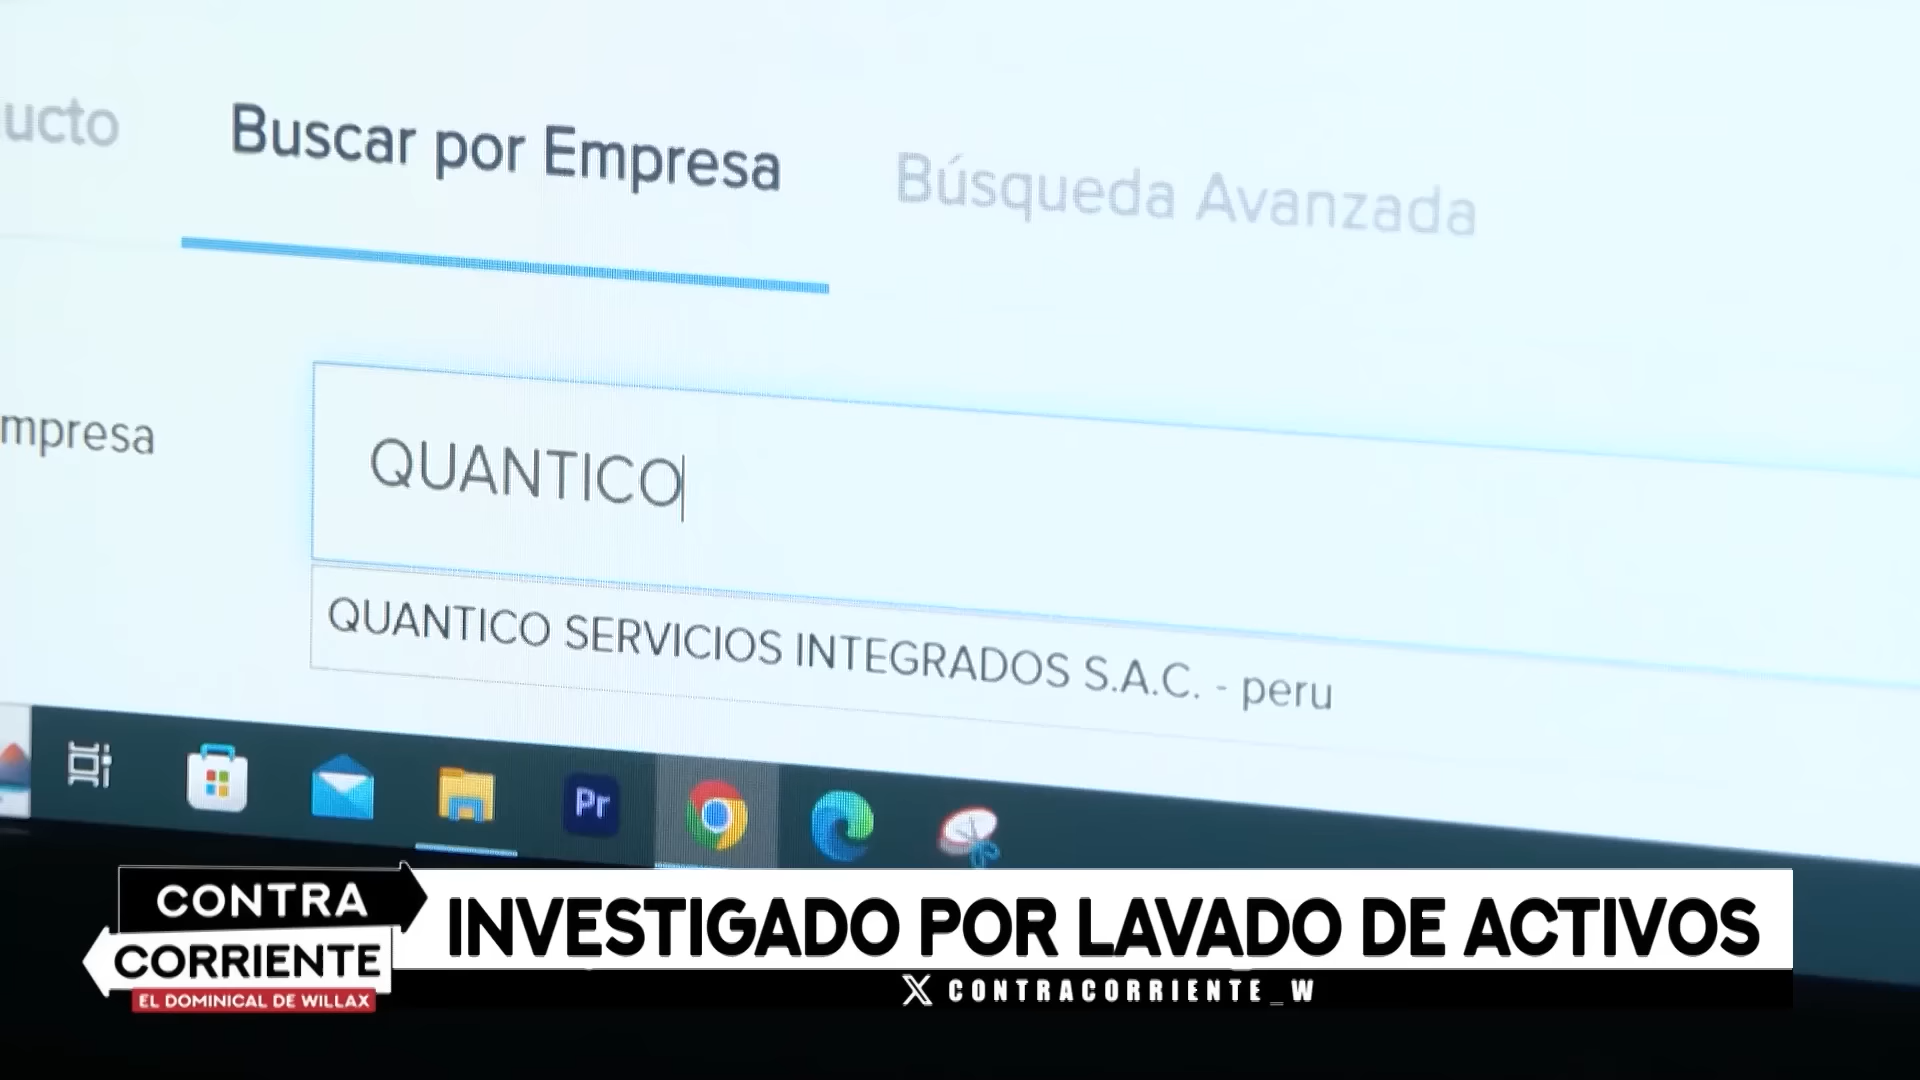 ucto
Buscar por Empresa
Búsqueda Avanzada
mpresa
QUANTICO
QUANTICO SERVICIOS INTEGRADOS S.A.C. - peru
Pr
CONTRA
CORRIENTE
EL DOMINICAL DE WILLAX
INVESTIGADO POR LAVADO DE ACTIVOS
X CONTRACORRIENTE_W